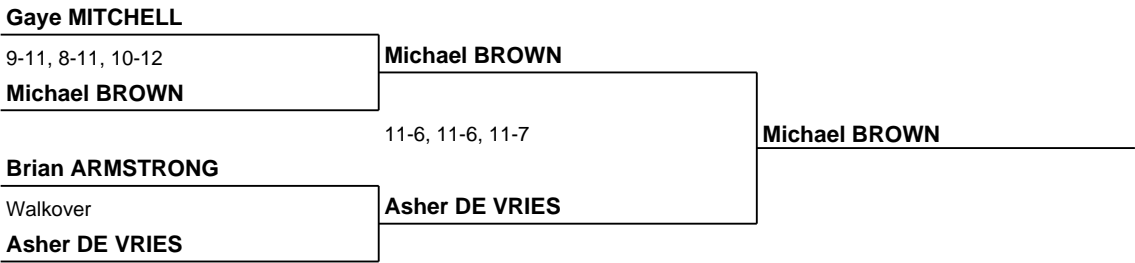 Gaye MITCHELL
9-11, 8-11, 10-12
Michael BROWN
Michael BROWN
11-6, 11-6, 11-7
Michael BROWN
Brian ARMSTRONG
Walkover
Asher DE VRIES
Asher DE VRIES